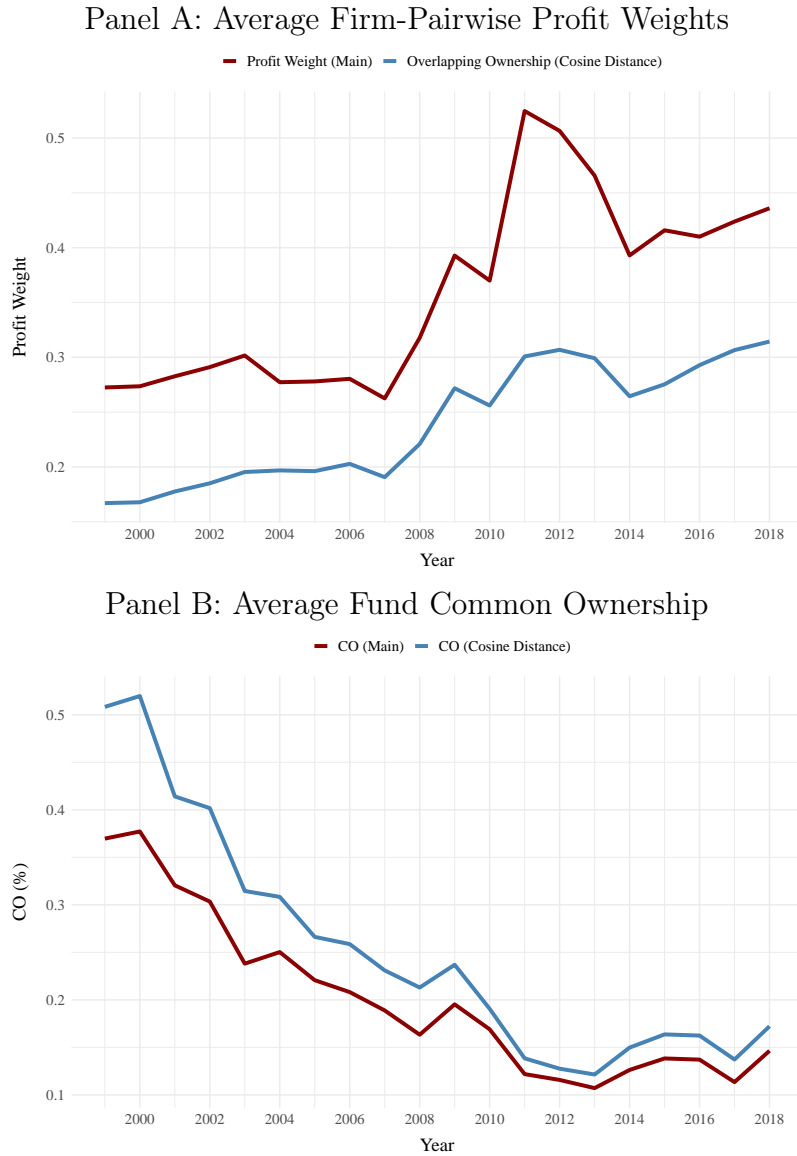 Panel A: Average Firm-Pairwise Profit Weights
Profit Weight (Main) Overlapping Ownership (Cosine Distance)
0.5
0.4
0.3
0.2
Profit Weight
2000 2002 2004 2006 2008 2010 2012 2014 2016 2018
Year
Panel B: Average Fund Common Ownership
CO (Main) CO (Cosine Distance)
0.5
0.4
0.3
0.2
0.1
CO (%)
2000 2002 2004 2006 2008 2010 2012 2014 2016 2018
Year